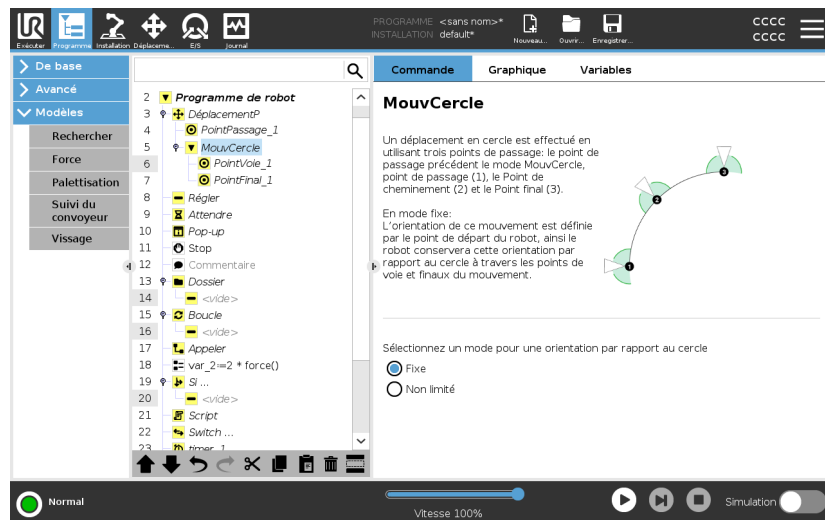 PROGRAMME <sans nom>*
INSTALLATION default*
CCCC
CCCC
Exécuter
Programme
Installation
Déplaceme...
E/S
Journal
Nouveau...
Ouvrir...
Enregistrer...
De base
Avancé
Modèles
Rechercher
Force
Palettisation
Suivi du
convoyeur
Vissage
2 Programme de robot
3 DéplacementP
4 PointPassage_1
5 MouvCercle
6 PointVoie_1
7 PointFinal_1
8 Régler
9 Attendre
10 Pop-up
11 Stop
12 Commentaire
13 Dossier
14 <vide>
15 Boucle
16 <vide>
17 Appeler
18 var_2:=2 * force()
19 Si ...
20 <vide>
21 Script
22 Switch ...
23 timer_1
Commande
Graphique
Variables
MouvCercle
Un déplacement en cercle est effectué en
utilisant trois points de passage: le point de
passage précédent le mode MouvCercle,
point de passage (1), le Point de
cheminement (2) et le Point final (3).
En mode fixe:
L'orientation de ce mouvement est définie
par le point de départ du robot, ainsi le
robot conservera cette orientation par
rapport au cercle à travers les points de
voie et finaux du mouvement.
3
2
1
Sélectionnez un mode pour une orientation par rapport au cercle
Fixe
Non limité
Normal
Vitesse 100%
Simulation